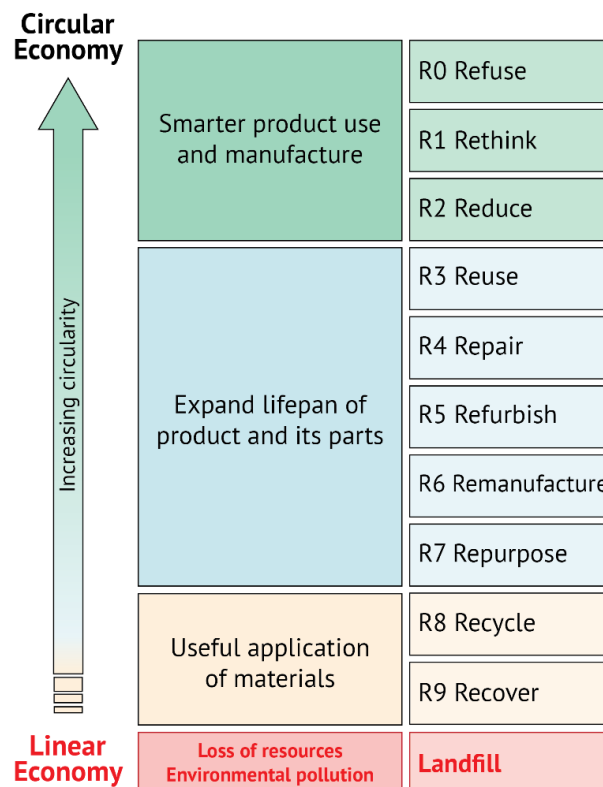 Circular
Economy
Increasing circularity
Linear
Economy
Smarter product use
and manufacture
R0 Refuse
R1 Rethink
R2 Reduce
Expand lifepan of
product and its parts
R3 Reuse
R4 Repair
R5 Refurbish
R6 Remanufacture
R7 Repurpose
Useful application
of materials
R8 Recycle
R9 Recover
Loss of resources
Environmental pollution
Landfill